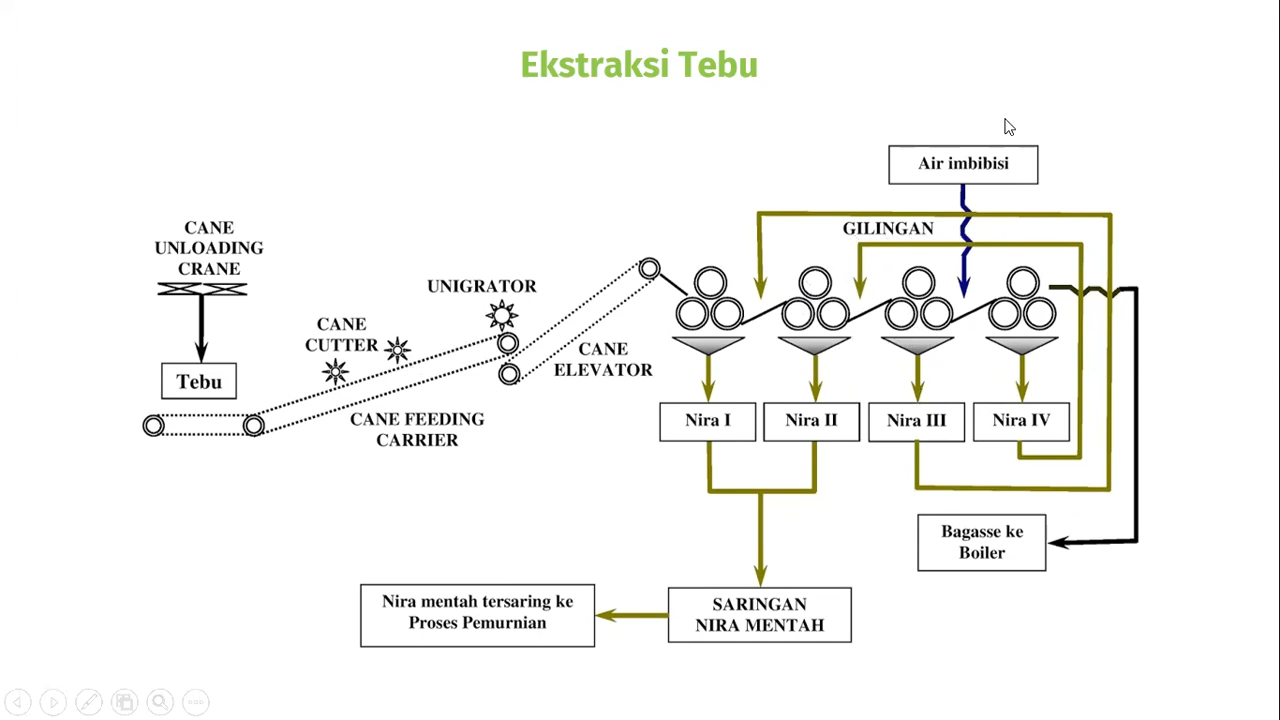 Ekstraksi Tebu
Air imbibisi
CANE
UNLOADING
CRANE
GILINGAN
UNIGRATOR
CANE
CUTTER
CANE
ELEVATOR
Tebu
CANE FEEDING
CARRIER
Nira I
Nira II
Nira III
Nira IV
Bagasse ke
Boiler
Nira mentah tersaring ke
Proses Pemurnian
SARINGAN
NIRA MENTAH